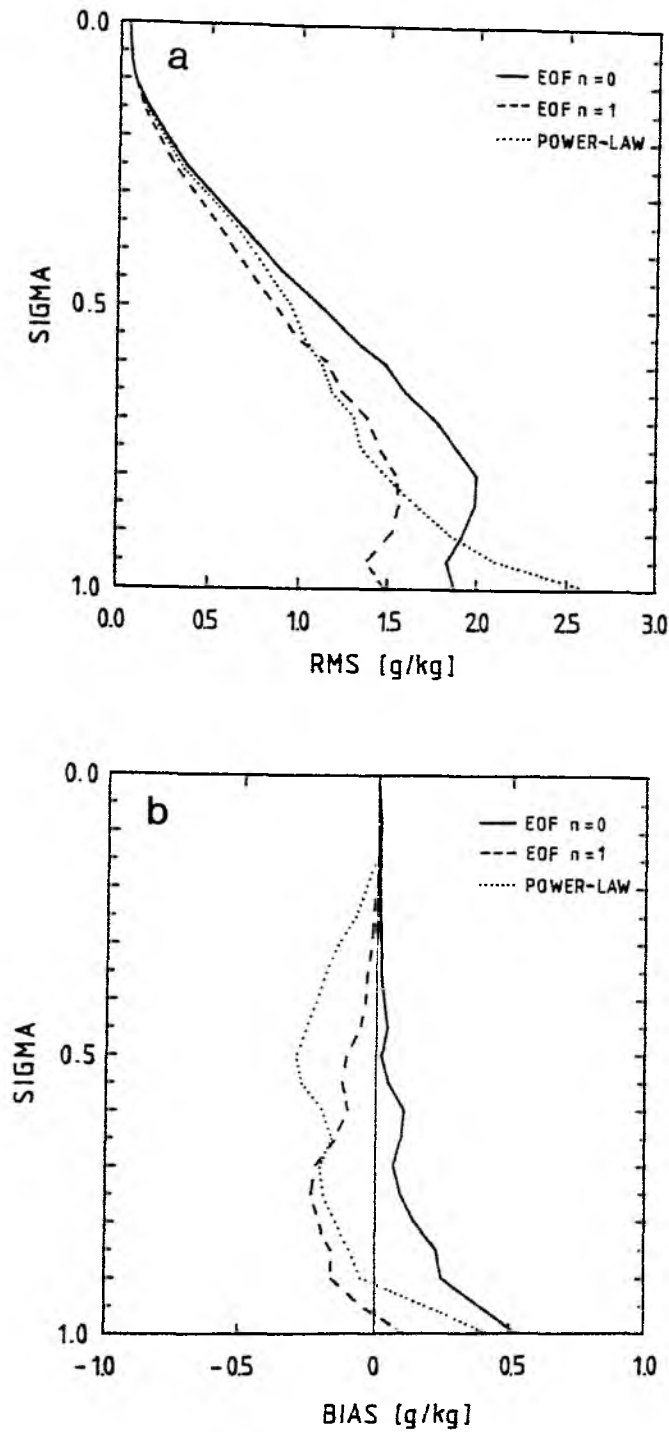 a
0.0
EOF n=0
EOF n=1
POWER-LAW
SIGMA
0.5
1.0
0.0 0.5 1.0 1.5 2.0 2.5 3.0
RMS [g/kg]
b
0.0
EOF n=0
EOF n=1
POWER-LAW
SIGMA
0.5
1.0
-1.0 -0.5 0 0.5 1.0
BIAS [g/kg]